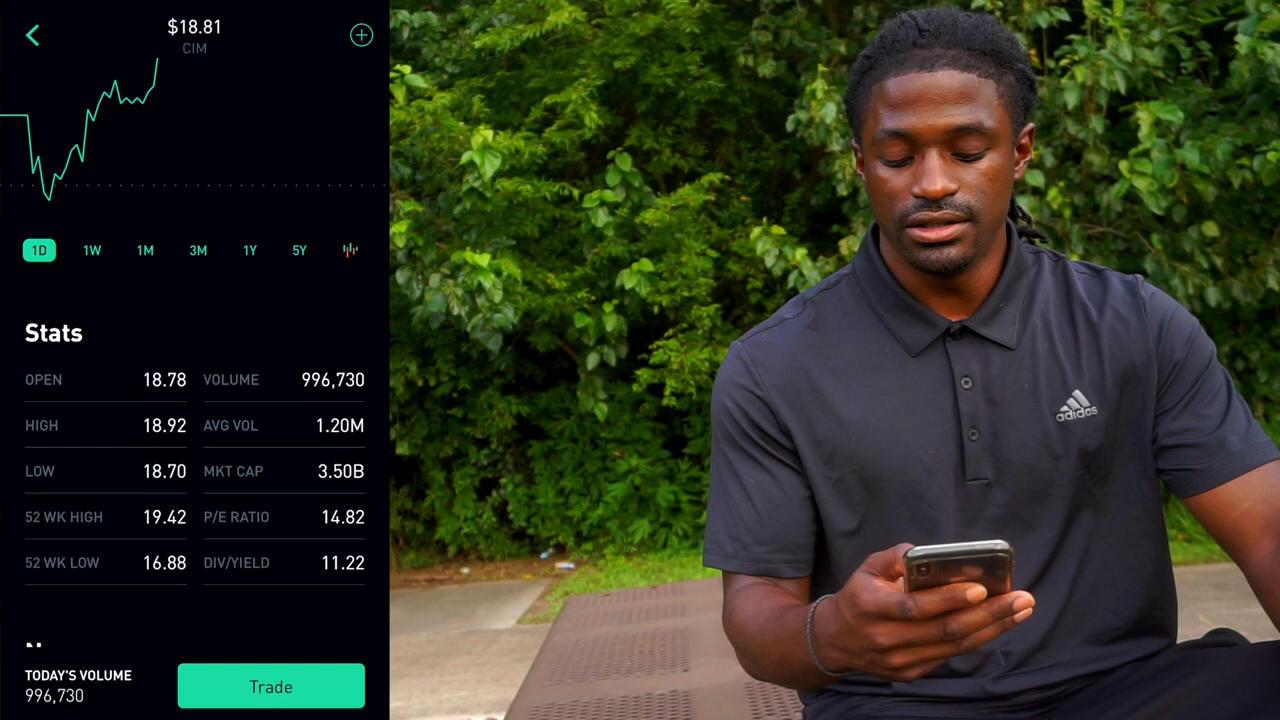 $18.81
CIM
1D 1W 1M 3M 1Y 5Y
Stats
OPEN 18.78 VOLUME 996,730
HIGH 18.92 AVG VOL 1.20M
LOW 18.70 MKT CAP 3.50B
52 WK HIGH 19.42 P/E RATIO 14.82
52 WK LOW 16.88 DIV/YIELD 11.22
TODAY'S VOLUME
996,730
Trade
adidas